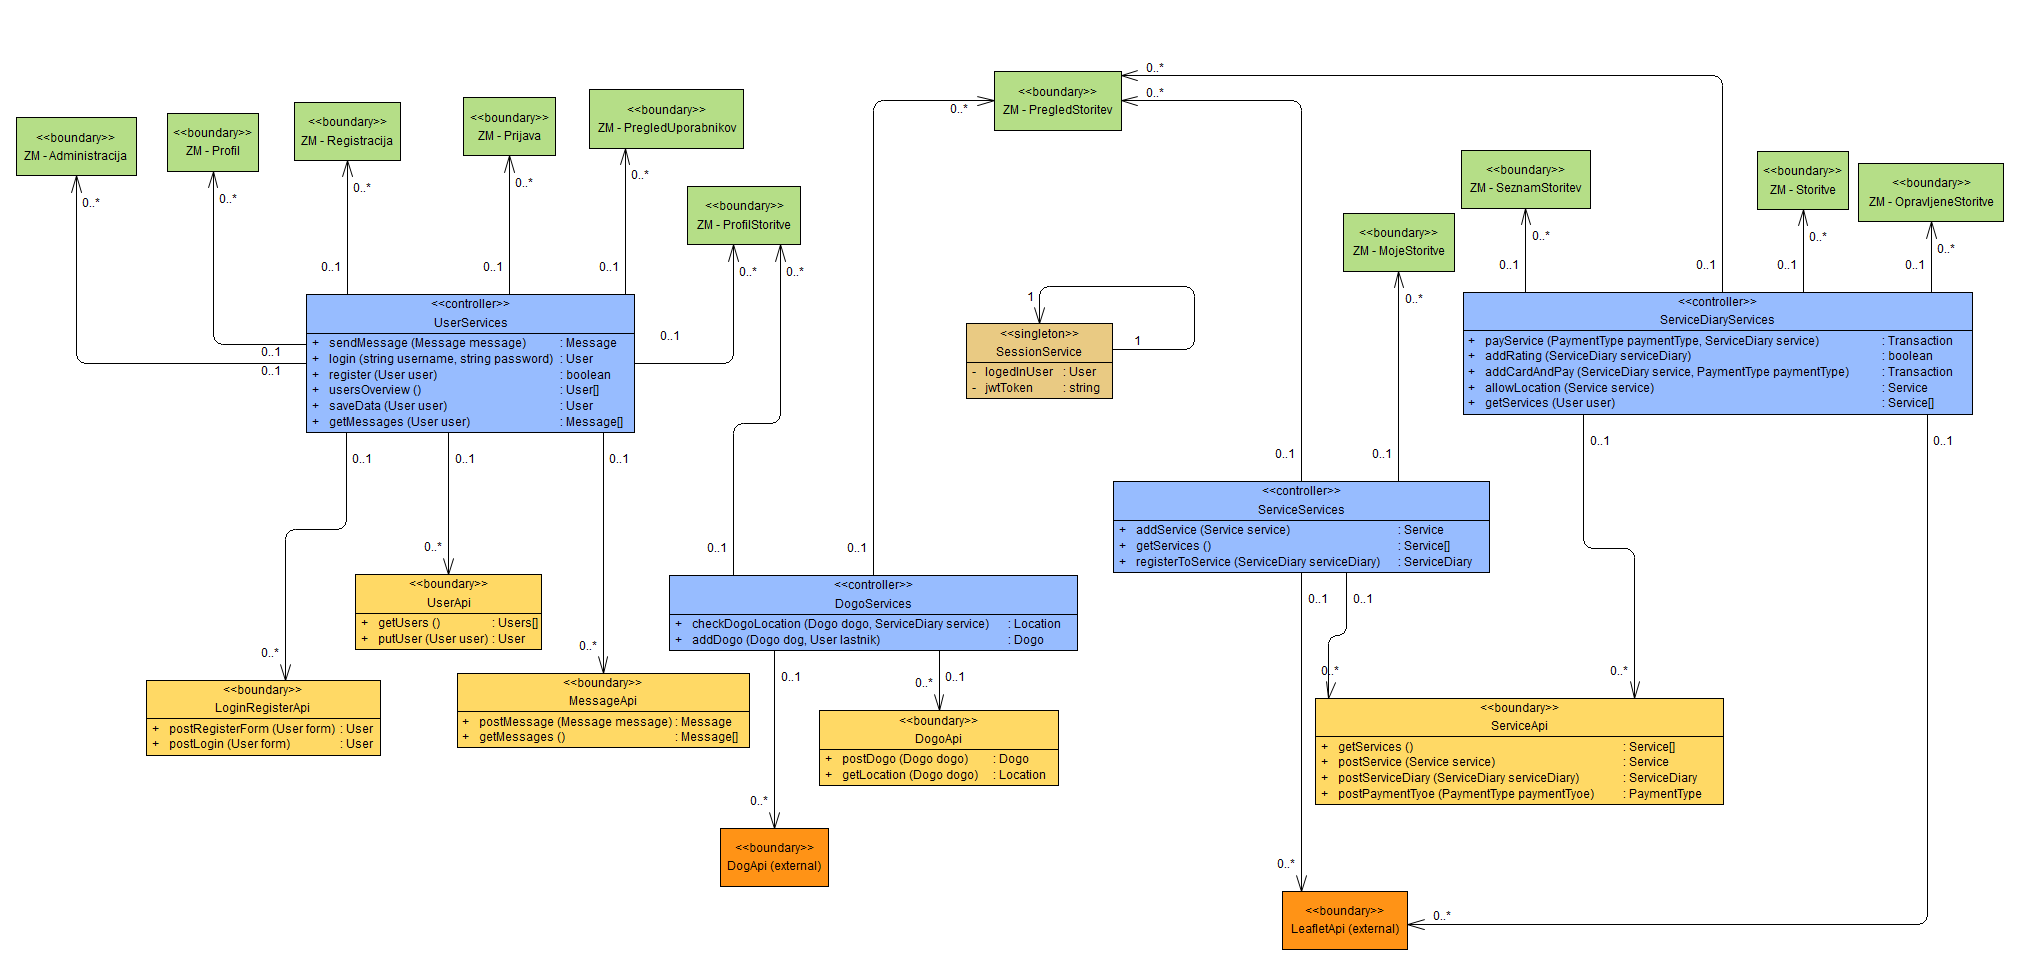 <<boundary>>
ZM - Administracija
0..*
<<boundary>>
ZM - Profil
0..*
<<boundary>>
ZM - Registracija
0..*
0..1
<<boundary>>
ZM - Prijava
0..*
0..1
<<boundary>>
ZM - PregledUporabnikov
0..*
0..1
<<boundary>>
ZM - ProfilStoritve
0..*
0..*
<<boundary>>
ZM - PregledStoritev
0..*
0..*
0..*
<<boundary>>
ZM - MojeStoritve
0..*
<<boundary>>
ZM - SeznamStoritev
0..*
0..1
0..1
<<boundary>>
ZM - Storitve
0..*
0..1
<<boundary>>
ZM - OpravljeneStoritve
0..*
0..1
<<controller>>
UserServices
+ sendMessage (Message message) : Message
+ login (string username, string password) : User
+ register (User user) : boolean
+ usersOverview () : User[]
+ saveData (User user) : User
+ getMessages (User user) : Message[]
0..1
0..1
0..1
0..1
0..1
0..1
<<singleton>>
SessionService
- logedInUser : User
- jwtToken : string
1
1
<<controller>>
ServiceDiaryServices
+ payService (PaymentType paymentType, ServiceDiary service) : Transaction
+ addRating (ServiceDiary serviceDiary) : boolean
+ addCardAndPay (ServiceDiary service, PaymentType paymentType) : Transaction
+ allowLocation (Service service) : Service
+ getServices (User user) : Service[]
0..1
0..1
0..1
0..1
<<controller>>
ServiceServices
+ addService (Service service) : Service
+ getServices () : Service[]
+ registerToService (ServiceDiary serviceDiary) : ServiceDiary
0..1
0..1
0..*
<<boundary>>
UserApi
+ getUsers () : Users[]
+ putUser (User user) : User
0..1
0..1
<<controller>>
DogoServices
+ checkDogoLocation (Dogo dogo, ServiceDiary service) : Location
+ addDogo (Dogo dog, User lastnik) : Dogo
0..1
0..1
0..*
0..*
<<boundary>>
LoginRegisterApi
+ postRegisterForm (User form) : User
+ postLogin (User form) : User
0..*
<<boundary>>
MessageApi
+ postMessage (Message message) : Message
+ getMessages () : Message[]
0..*
<<boundary>>
DogoApi
+ postDogo (Dogo dogo) : Dogo
+ getLocation (Dogo dogo) : Location
0..*
0..*
<<boundary>>
ServiceApi
+ getServices () : Service[]
+ postService (Service service) : Service
+ postServiceDiary (ServiceDiary serviceDiary) : ServiceDiary
+ postPaymentTyoe (PaymentType paymentTyoe) : PaymentType
0..*
<<boundary>>
DogApi (external)
0..*
<<boundary>>
LeafletApi (external)
0..*